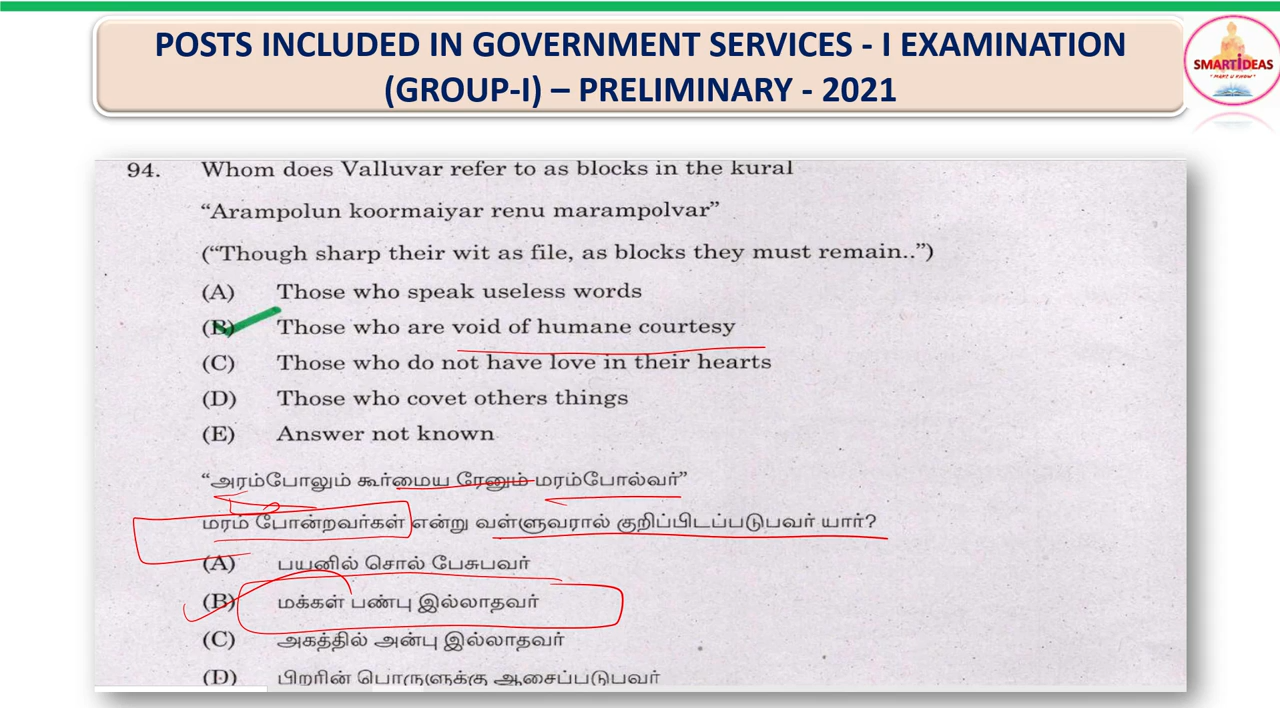 POSTS INCLUDED IN GOVERNMENT SERVICES - I EXAMINATION
(GROUP-I) – PRELIMINARY - 2021
SMARTiDEAS
"MAKE U KNOW"
94. Whom does Valluvar refer to as blocks in the kural
“Arampolun koormaiyar renu marampolvar”
(“Though sharp their wit as file, as blocks they must remain..”)
(A) Those who speak useless words
(B) Those who are void of humane courtesy
(C) Those who do not have love in their hearts
(D) Those who covet others things
(E) Answer not known
“அரம்போலும் கூர்மைய ரேனும் மரம்போல்வர்”
மரம் போன்றவர்கள் என்று வள்ளுவரால் குறிப்பிடப்படுபவர் யார்?
(A) பயனில் சொல் பேசுபவர்
(B) மக்கள் பண்பு இல்லாதவர்
(C) அகத்தில் அன்பு இல்லாதவர்
(D) பிறரின் பொருளுக்கு ஆசைப்படுபவர்